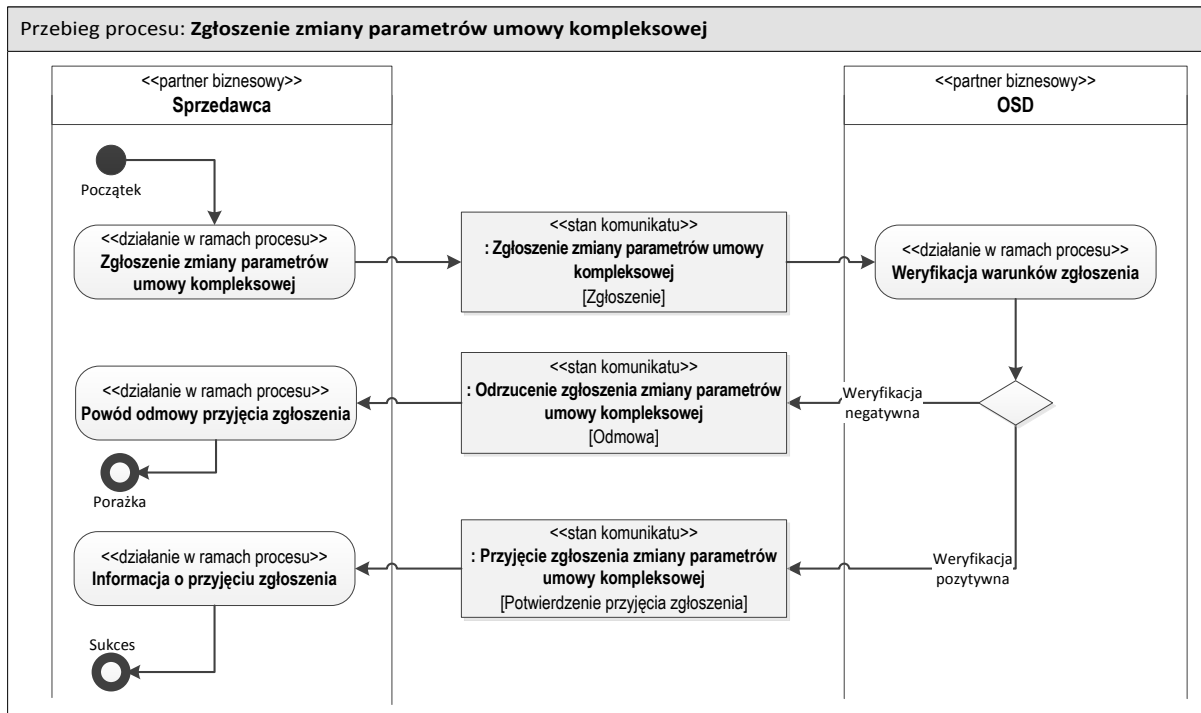 Przebieg procesu: Zgłoszenie zmiany parametrów umowy kompleksowej
<<partner biznesowy>>
Sprzedawca
<<partner biznesowy>>
OSD
Początek
<<działanie w ramach procesu>>
Zgłoszenie zmiany parametrów
umowy kompleksowej
<<stan komunikatu>>
: Zgłoszenie zmiany parametrów umowy
kompleksowej
[Zgłoszenie]
<<działanie w ramach procesu>>
Weryfikacja warunków zgłoszenia
<<działanie w ramach procesu>>
Powód odmowy przyjęcia zgłoszenia
<<stan komunikatu>>
: Odrzucenie zgłoszenia zmiany parametrów
umowy kompleksowej
[Odmowa]
Weryfikacja
negatywna
Porażka
<<działanie w ramach procesu>>
Informacja o przyjęciu zgłoszenia
<<stan komunikatu>>
: Przyjęcie zgłoszenia zmiany parametrów
umowy kompleksowej
[Potwierdzenie przyjęcia zgłoszenia]
Weryfikacja
pozytywna
Sukces